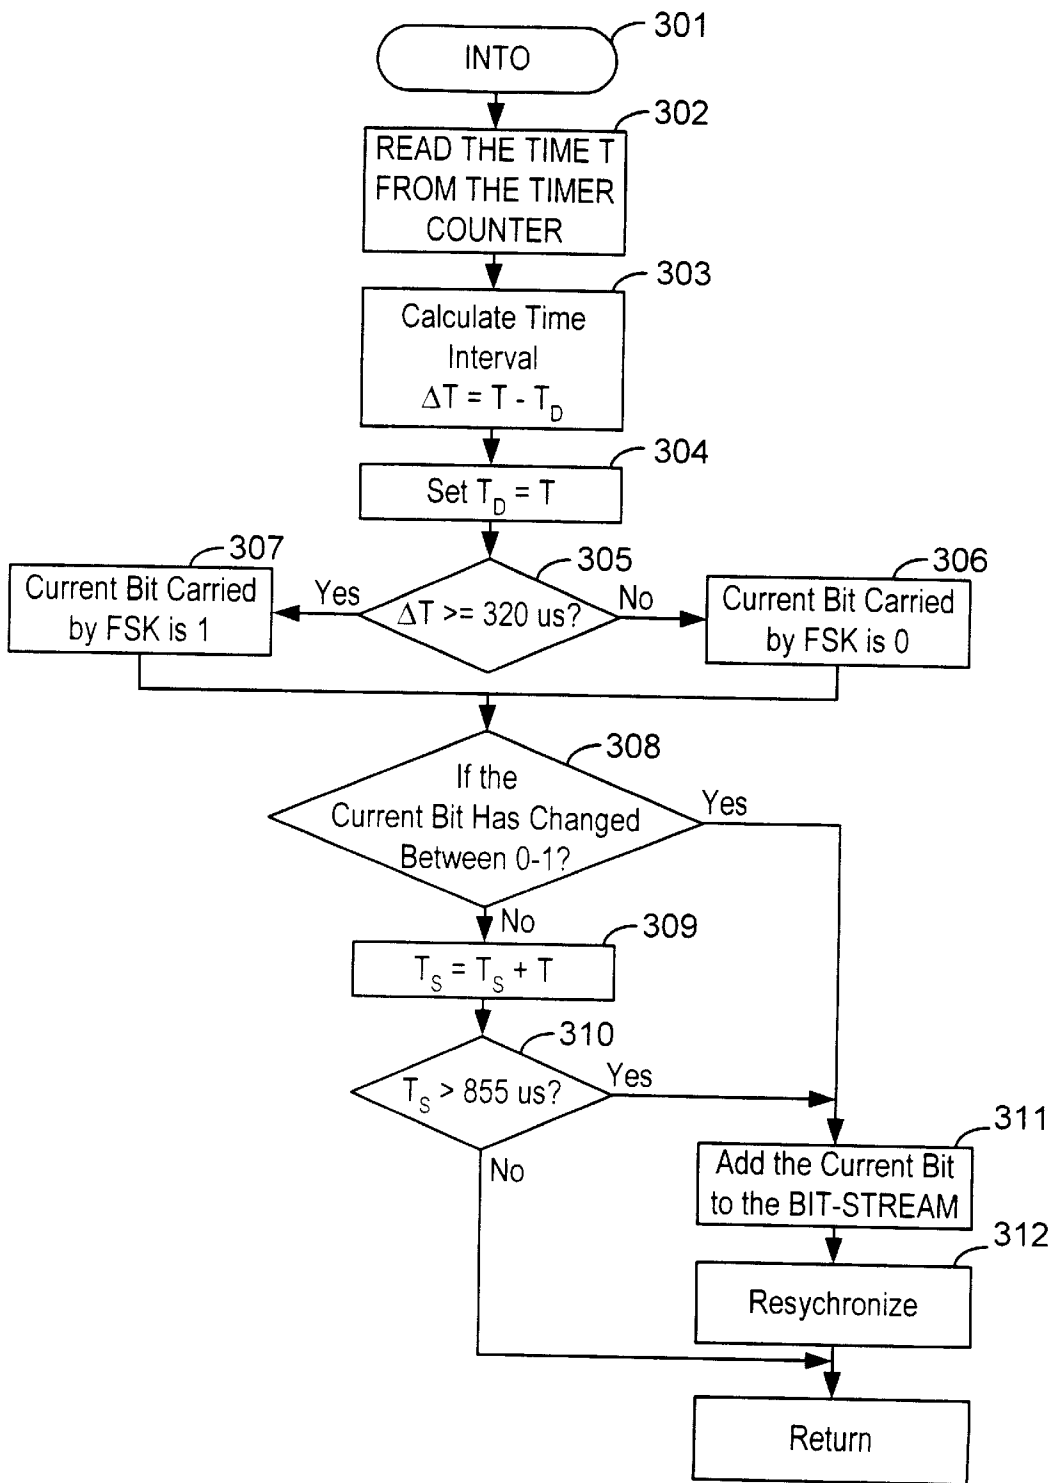 301
INTO
302
READ THE TIME T
FROM THE TIMER
COUNTER
303
Calculate Time
Interval
ΔT = T - T_D
304
Set T_D = T
307
Current Bit Carried
by FSK is 1
Yes
305
ΔT >= 320 us?
No
306
Current Bit Carried
by FSK is 0
308
If the
Current Bit Has Changed
Between 0-1?
Yes
No
309
T_S = T_S + T
310
T_S > 855 us?
Yes
No
311
Add the Current Bit
to the BIT-STREAM
312
Resychronize
Return